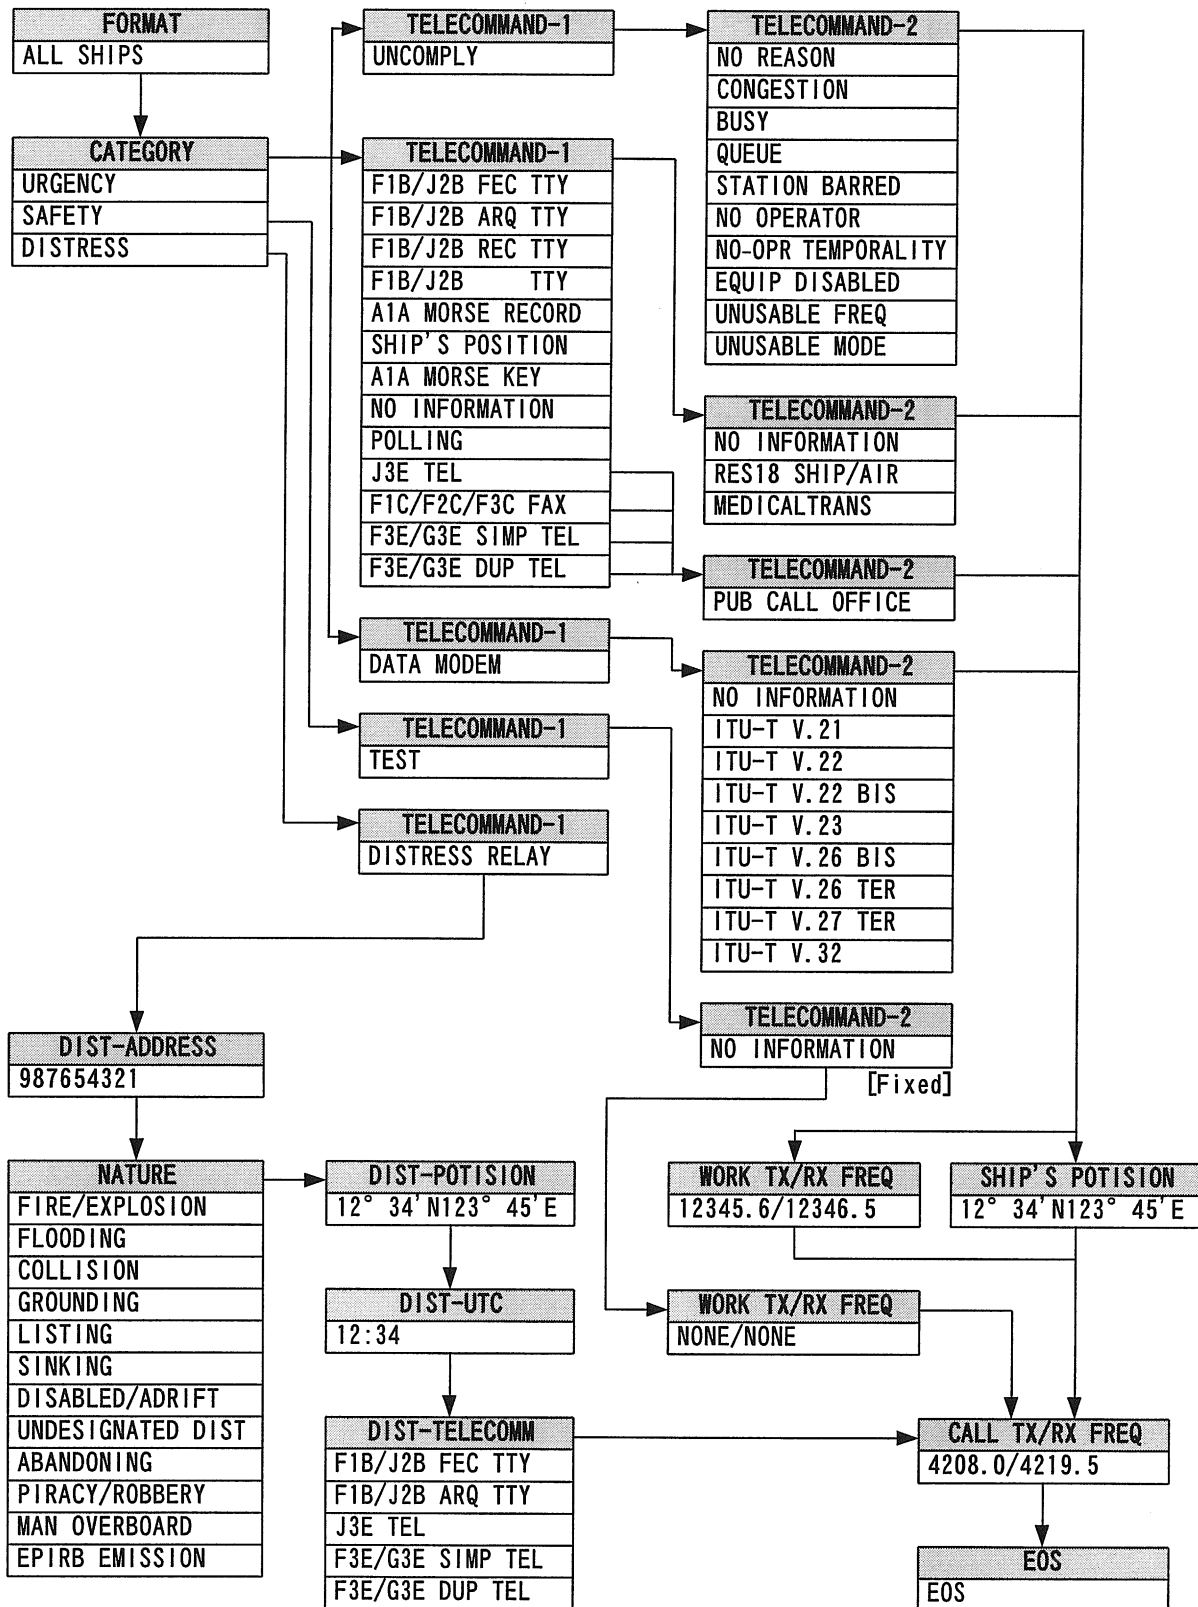 FORMAT
ALL SHIPS
CATEGORY
URGENCY
SAFETY
DISTRESS
TELECOMMAND-1
UNCOMPLY
TELECOMMAND-1
F1B/J2B FEC TTY
F1B/J2B ARQ TTY
F1B/J2B REC TTY
F1B/J2B TTY
A1A MORSE RECORD
SHIP'S POSITION
A1A MORSE KEY
NO INFORMATION
POLLING
J3E TEL
F1C/F2C/F3C FAX
F3E/G3E SIMP TEL
F3E/G3E DUP TEL
TELECOMMAND-1
DATA MODEM
TELECOMMAND-1
TEST
TELECOMMAND-1
DISTRESS RELAY
TELECOMMAND-2
NO REASON
CONGESTION
BUSY
QUEUE
STATION BARRED
NO OPERATOR
NO-OPR TEMPORALITY
EQUIP DISABLED
UNUSABLE FREQ
UNUSABLE MODE
TELECOMMAND-2
NO INFORMATION
RES18 SHIP/AIR
MEDICALTRANS
TELECOMMAND-2
PUB CALL OFFICE
TELECOMMAND-2
NO INFORMATION
ITU-T V.21
ITU-T V.22
ITU-T V.22 BIS
ITU-T V.23
ITU-T V.26 BIS
ITU-T V.26 TER
ITU-T V.27 TER
ITU-T V.32
TELECOMMAND-2
NO INFORMATION
[Fixed]
DIST-ADDRESS
987654321
NATURE
FIRE/EXPLOSION
FLOODING
COLLISION
GROUNDING
LISTING
SINKING
DISABLED/ADRIFT
UNDESIGNATED DIST
ABANDONING
PIRACY/ROBBERY
MAN OVERBOARD
EPIRB EMISSION
DIST-POTISION
12° 34'N123° 45'E
DIST-UTC
12:34
DIST-TELECOMM
F1B/J2B FEC TTY
F1B/J2B ARQ TTY
J3E TEL
F3E/G3E SIMP TEL
F3E/G3E DUP TEL
WORK TX/RX FREQ
12345.6/12346.5
SHIP'S POTISION
12° 34'N123° 45'E
WORK TX/RX FREQ
NONE/NONE
CALL TX/RX FREQ
4208.0/4219.5
EOS
EOS